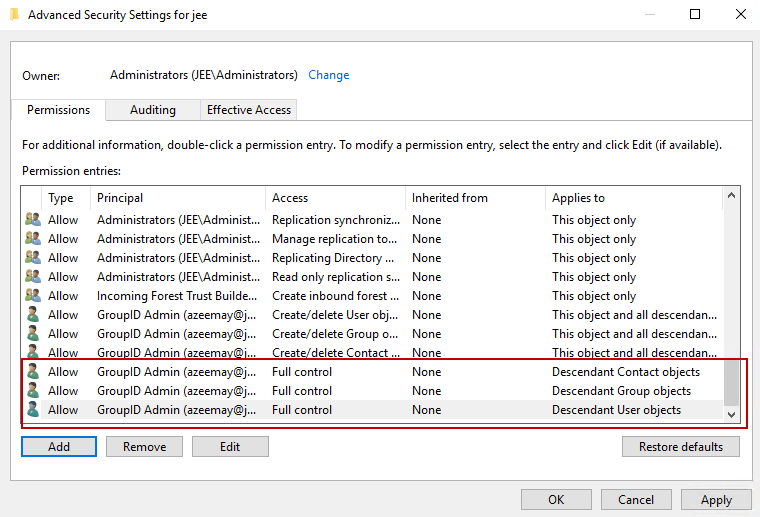 Advanced Security Settings for jee
Owner: Administrators (JEE\Administrators) Change
Permissions Auditing Effective Access
For additional information, double-click a permission entry. To modify a permission entry, select the entry and click Edit (if available).
Permission entries:
Type Principal Access Inherited from Applies to
Allow Administrators (JEE\Administ... Replication synchroniz... None This object only
Allow Administrators (JEE\Administ... Manage replication to... None This object only
Allow Administrators (JEE\Administ... Replicating Directory ... None This object only
Allow Administrators (JEE\Administ... Read only replication s... None This object only
Allow Incoming Forest Trust Builde... Create inbound forest ... None This object only
Allow GroupID Admin (azeemay@j... Create/delete User obj... None This object and all descendan...
Allow GroupID Admin (azeemay@j... Create/delete Group o... None This object and all descendan...
Allow GroupID Admin (azeemay@j... Create/delete Contact ... None This object and all descendan...
Allow GroupID Admin (azeemay@j... Full control None Descendant Contact objects
Allow GroupID Admin (azeemay@j... Full control None Descendant Group objects
Allow GroupID Admin (azeemay@j... Full control None Descendant User objects
Add Remove Edit Restore defaults
OK Cancel Apply